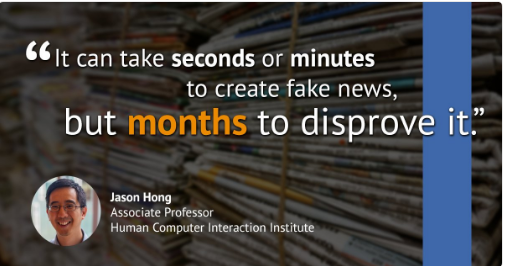 “It can take seconds or minutes
to create fake news,
but months to disprove it.”
Jason Hong
Associate Professor
Human Computer Interaction Institute